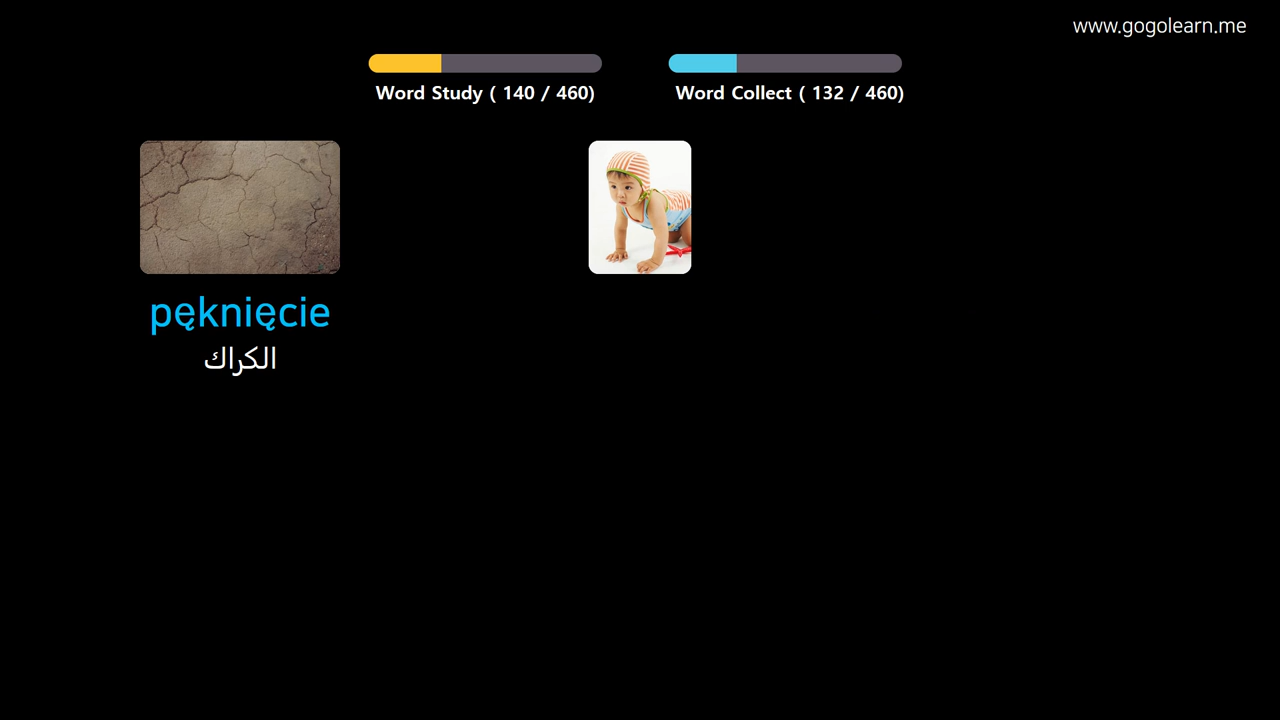 www.gogolearn.me
Word Study ( 140 / 460)
Word Collect ( 132 / 460)
pęknięcie
الكراك